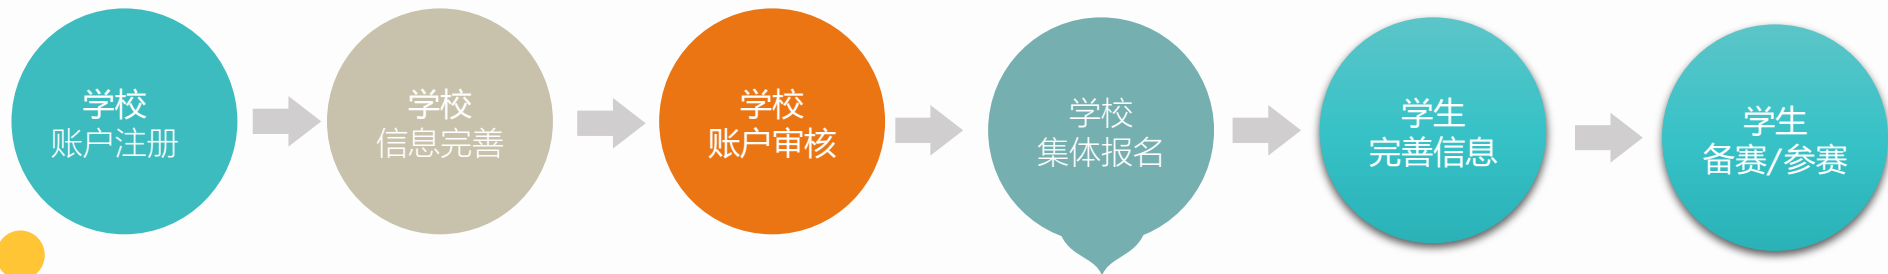 学校
账户注册
学校
信息完善
学校
账户审核
学校
集体报名
学生
完善信息
学生
备赛/参赛